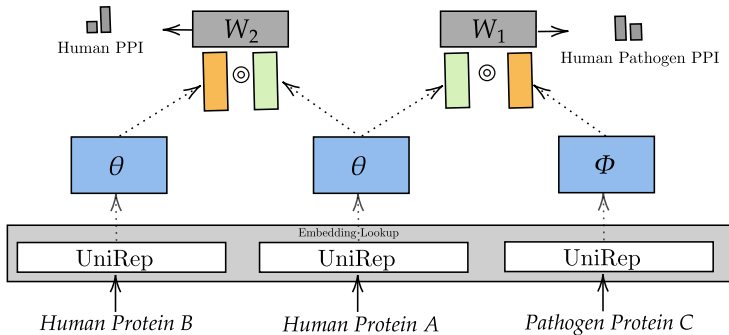 W₂
W₁
Human PPI
Human Pathogen PPI
θ
θ
Φ
Embedding-Lookup
UniRep
UniRep
UniRep
Human Protein B
Human Protein A
Pathogen Protein C